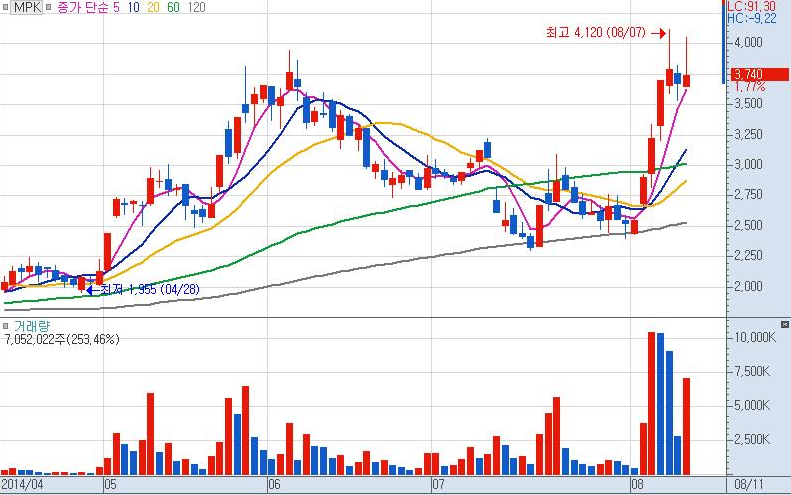 MPK 종가 단순 5 10 20 60 120
LC:91,30
HC:-9,22
최고 4,120 (08/07)
4,000
3,740
1,77%
3,500
3,250
3,000
2,750
2,500
2,250
2,000
최저 1,955 (04/28)
거래량
7,052,022주(253,46%)
10,000K
7,500K
5,000K
2,500K
2014/04 05 06 07 08 08/11